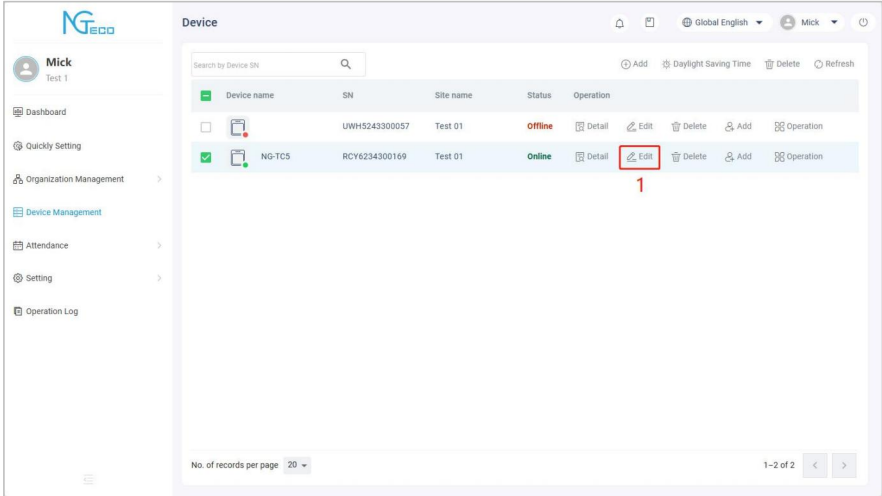 NGTECO
Device
Global English
Mick
Mick
Test 1
Search by Device SN
Add
Daylight Saving Time
Delete
Refresh
Device name SN Site name Status Operation
UWH5243300057 Test 01 Offline Detail Edit Delete Add Operation
NG-TC5 RCY6234300169 Test 01 Online Detail Edit Delete Add Operation
1
Dashboard
Quickly Setting
Organization Management
Device Management
Attendance
Setting
Operation Log
No. of records per page 20
1–2 of 2